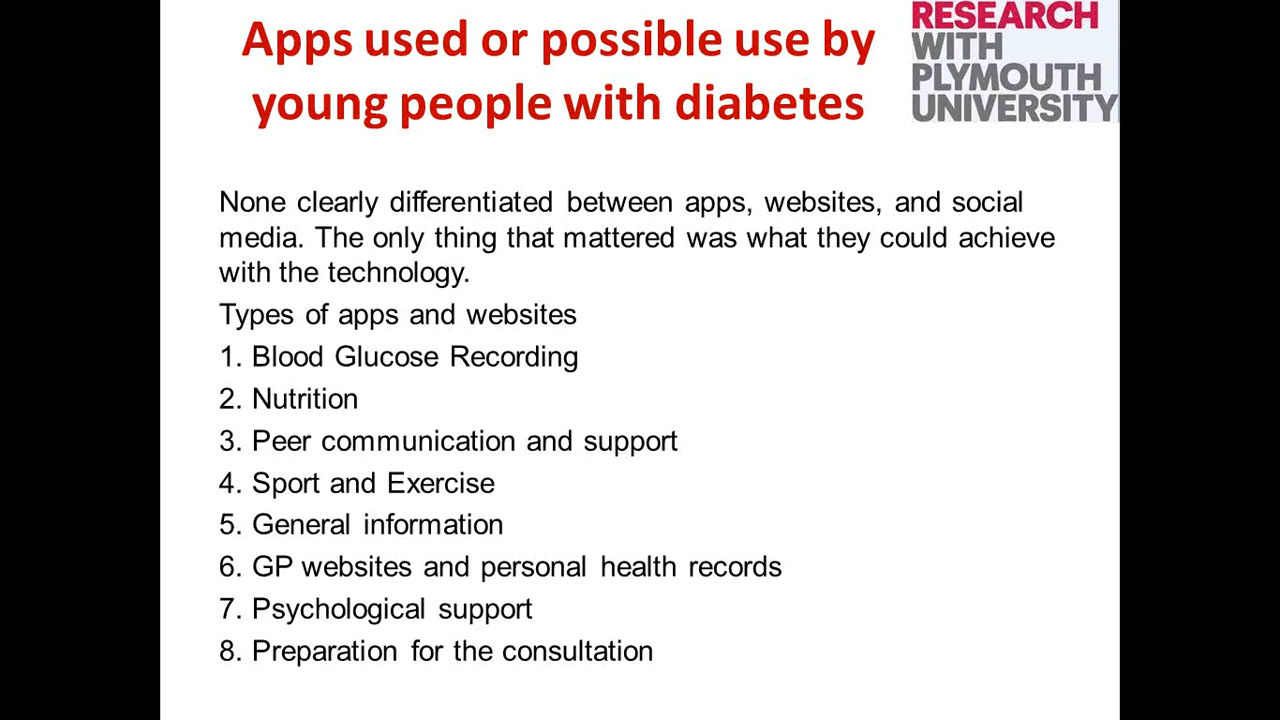 Apps used or possible use by
young people with diabetes
RESEARCH
WITH
PLYMOUTH
UNIVERSITY
None clearly differentiated between apps, websites, and social
media. The only thing that mattered was what they could achieve
with the technology.
Types of apps and websites
1. Blood Glucose Recording
2. Nutrition
3. Peer communication and support
4. Sport and Exercise
5. General information
6. GP websites and personal health records
7. Psychological support
8. Preparation for the consultation